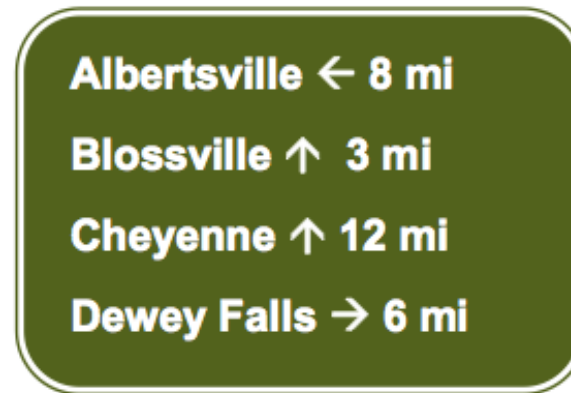 Albertsville ← 8 mi
Blossville ↑ 3 mi
Cheyenne ↑ 12 mi
Dewey Falls → 6 mi